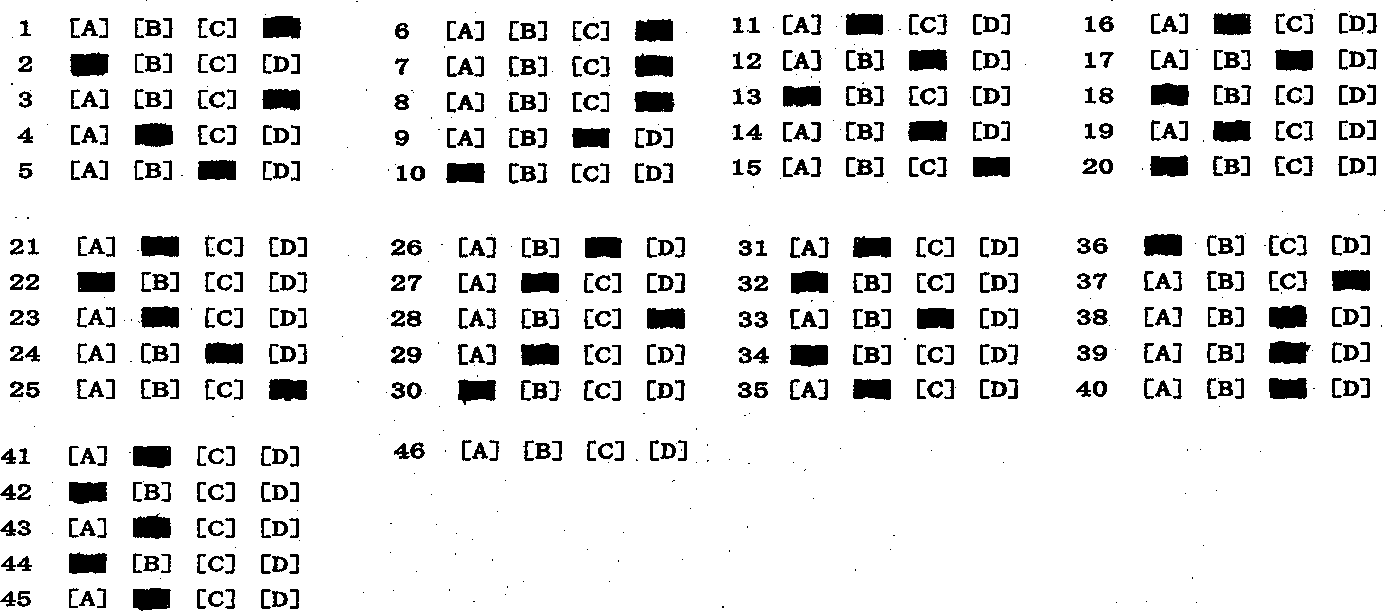 1 [A] [B] [C]
2 [B] [C] [D]
3 [A] [B] [C]
4 [A] [C] [D]
5 [A] [B] [D]
6 [A] [B] [C]
7 [A] [B] [C]
8 [A] [B] [C]
9 [A] [B] [D]
10 [B] [C] [D]
11 [A] [C] [D]
12 [A] [B] [D]
13 [B] [C] [D]
14 [A] [B] [D]
15 [A] [B] [C]
16 [A] [C] [D]
17 [A] [B] [D]
18 [B] [C] [D]
19 [A] [C] [D]
20 [B] [C] [D]
21 [A] [C] [D]
22 [B] [C] [D]
23 [A] [C] [D]
24 [A] [B] [D]
25 [A] [B] [C]
26 [A] [B] [D]
27 [A] [C] [D]
28 [A] [B] [C]
29 [A] [C] [D]
30 [B] [C] [D]
31 [A] [C] [D]
32 [B] [C] [D]
33 [A] [B] [D]
34 [B] [C] [D]
35 [A] [C] [D]
36 [B] [C] [D]
37 [A] [B] [C]
38 [A] [B] [D]
39 [A] [B] [D]
40 [A] [B] [D]
41 [A] [C] [D]
42 [B] [C] [D]
43 [A] [C] [D]
44 [B] [C] [D]
45 [A] [C] [D]
46 [A] [B] [C] [D]